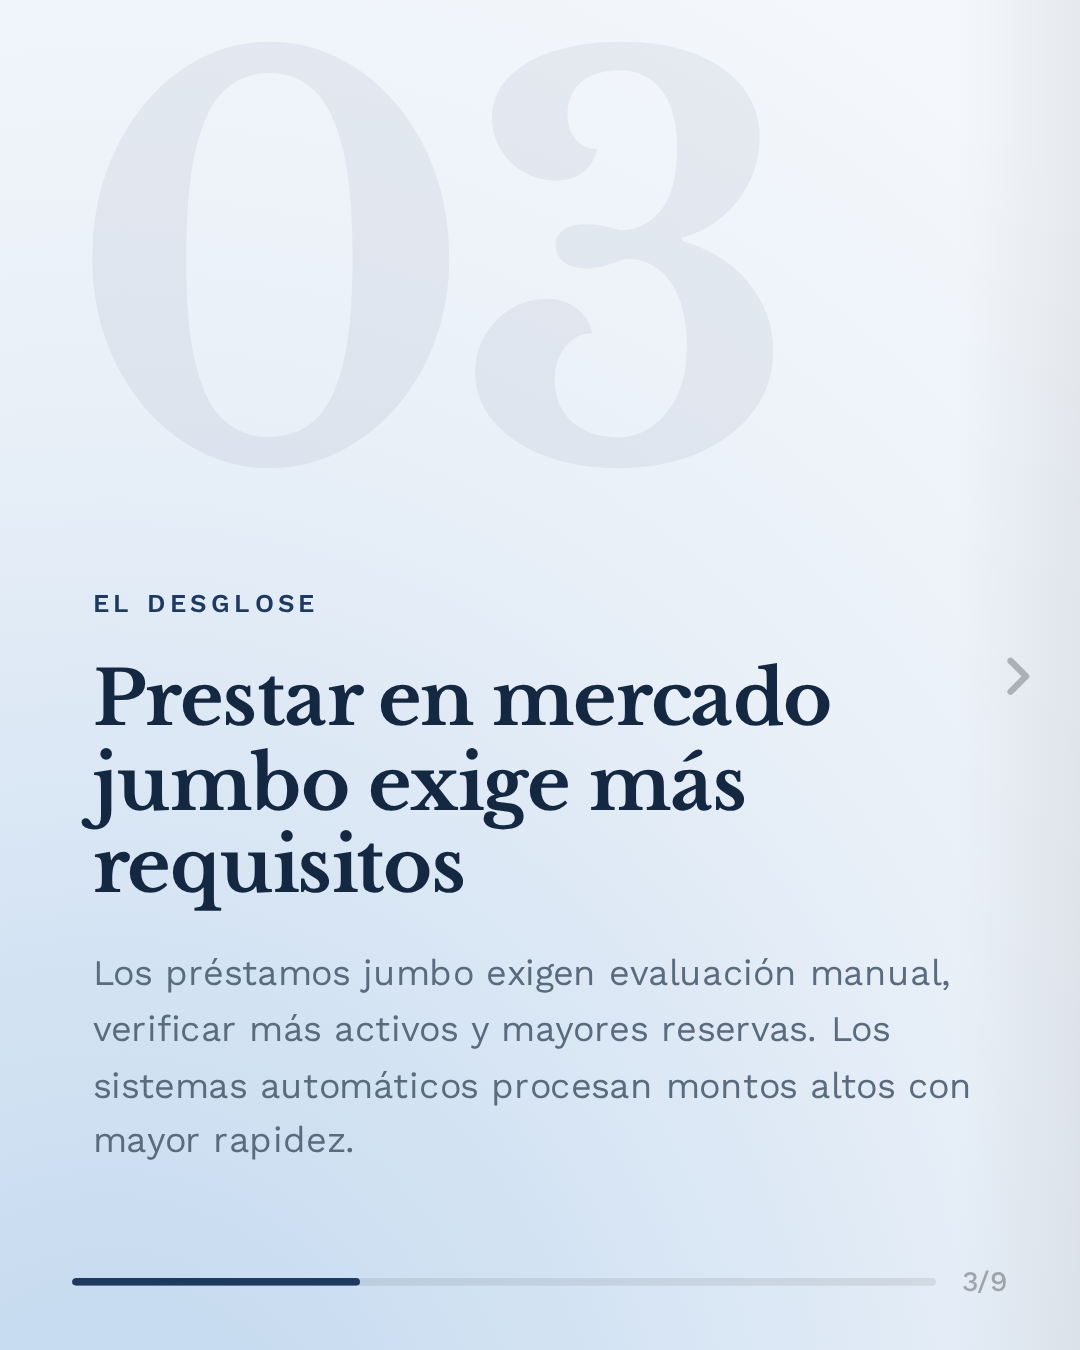 03
EL DESGLOSE
Prestar en mercado
jumbo exige más
requisitos
Los préstamos jumbo exigen evaluación manual,
verificar más activos y mayores reservas. Los
sistemas automáticos procesan montos altos con
mayor rapidez.
3/9